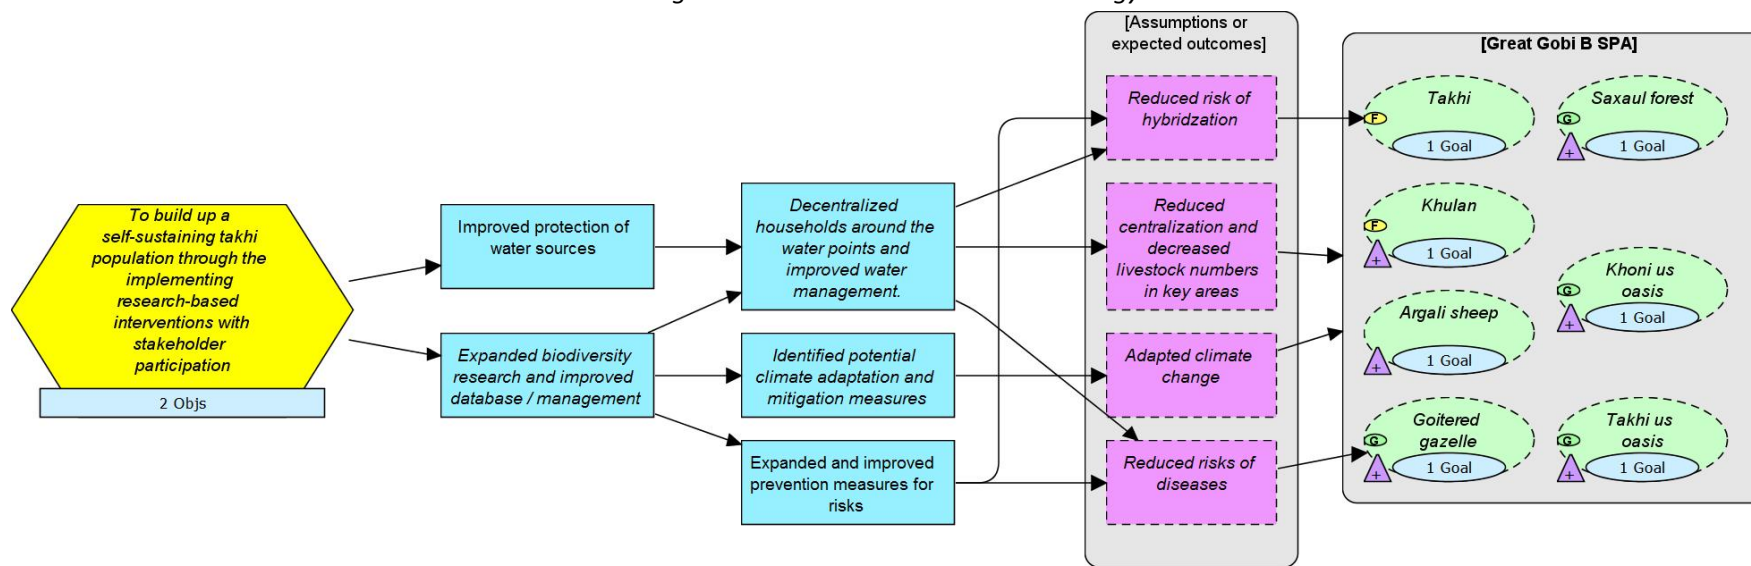 To build up a
self-sustaining takhi
population through the
implementing
research-based
interventions with
stakeholder
participation
2 Objs
Improved protection of
water sources
Expanded biodiversity
research and improved
database / management
Decentralized
households around the
water points and
improved water
management.
Identified potential
climate adaptation and
mitigation measures
Expanded and improved
prevention measures for
risks
[Assumptions or
expected outcomes]
Reduced risk of
hybridzation
Reduced
centralization and
decreased
livestock numbers
in key areas
Adapted climate
change
Reduced risks of
diseases
[Great Gobi B SPA]
Takhi
F
1 Goal
Saxaul forest
G
+
1 Goal
Khulan
F
+
1 Goal
Khoni us
oasis
G
+
1 Goal
Argali sheep
+
1 Goal
Goitered
gazelle
G
+
1 Goal
Takhi us
oasis
G
+
1 Goal